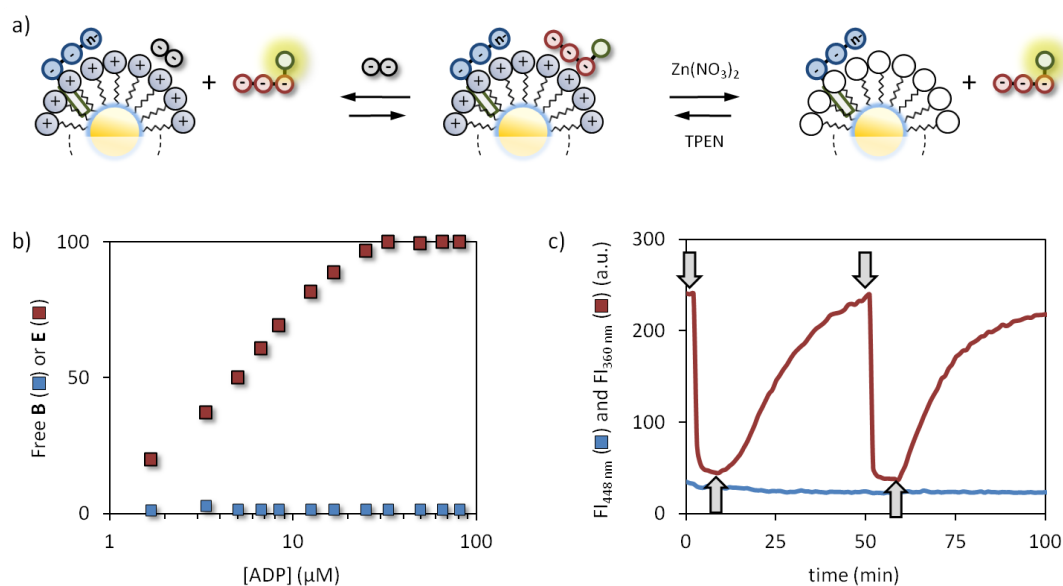 a)
n-
+ + + + + + + +
- -
+
- - -
- -
n-
+ + + + + + + +
- - - -
Zn(NO₃)₂
TPEN
n-
+
- - -
b)
Free B (■) or E (■)
100
50
0
1 10 100
[ADP] (µM)
c)
FI448 nm (■) and FI360 nm (■) (a.u.)
300
200
100
0
0 25 50 75 100
time (min)